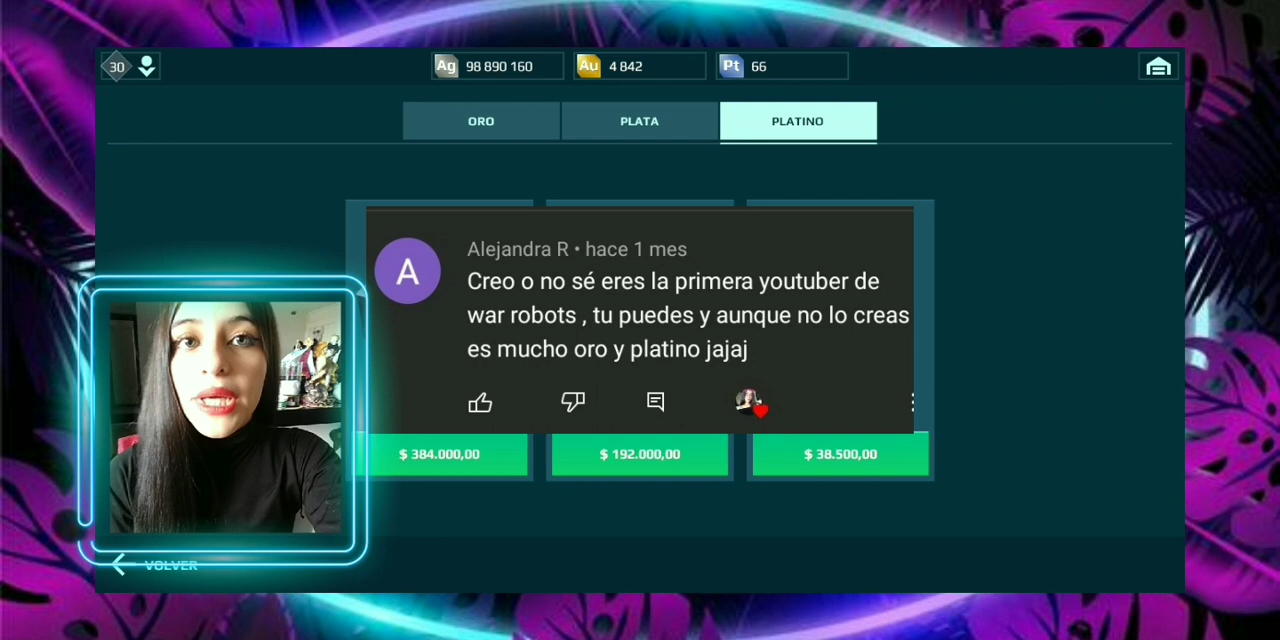 30
Ag 98 890 160
Au 4 842
Pt 66
ORO
PLATA
PLATINO
A
Alejandra R • hace 1 mes
Creo o no sé eres la primera youtuber de
war robots , tu puedes y aunque no lo creas
es mucho oro y platino jajaj
$ 384.000,00
$ 192.000,00
$ 38.500,00
VOLVER